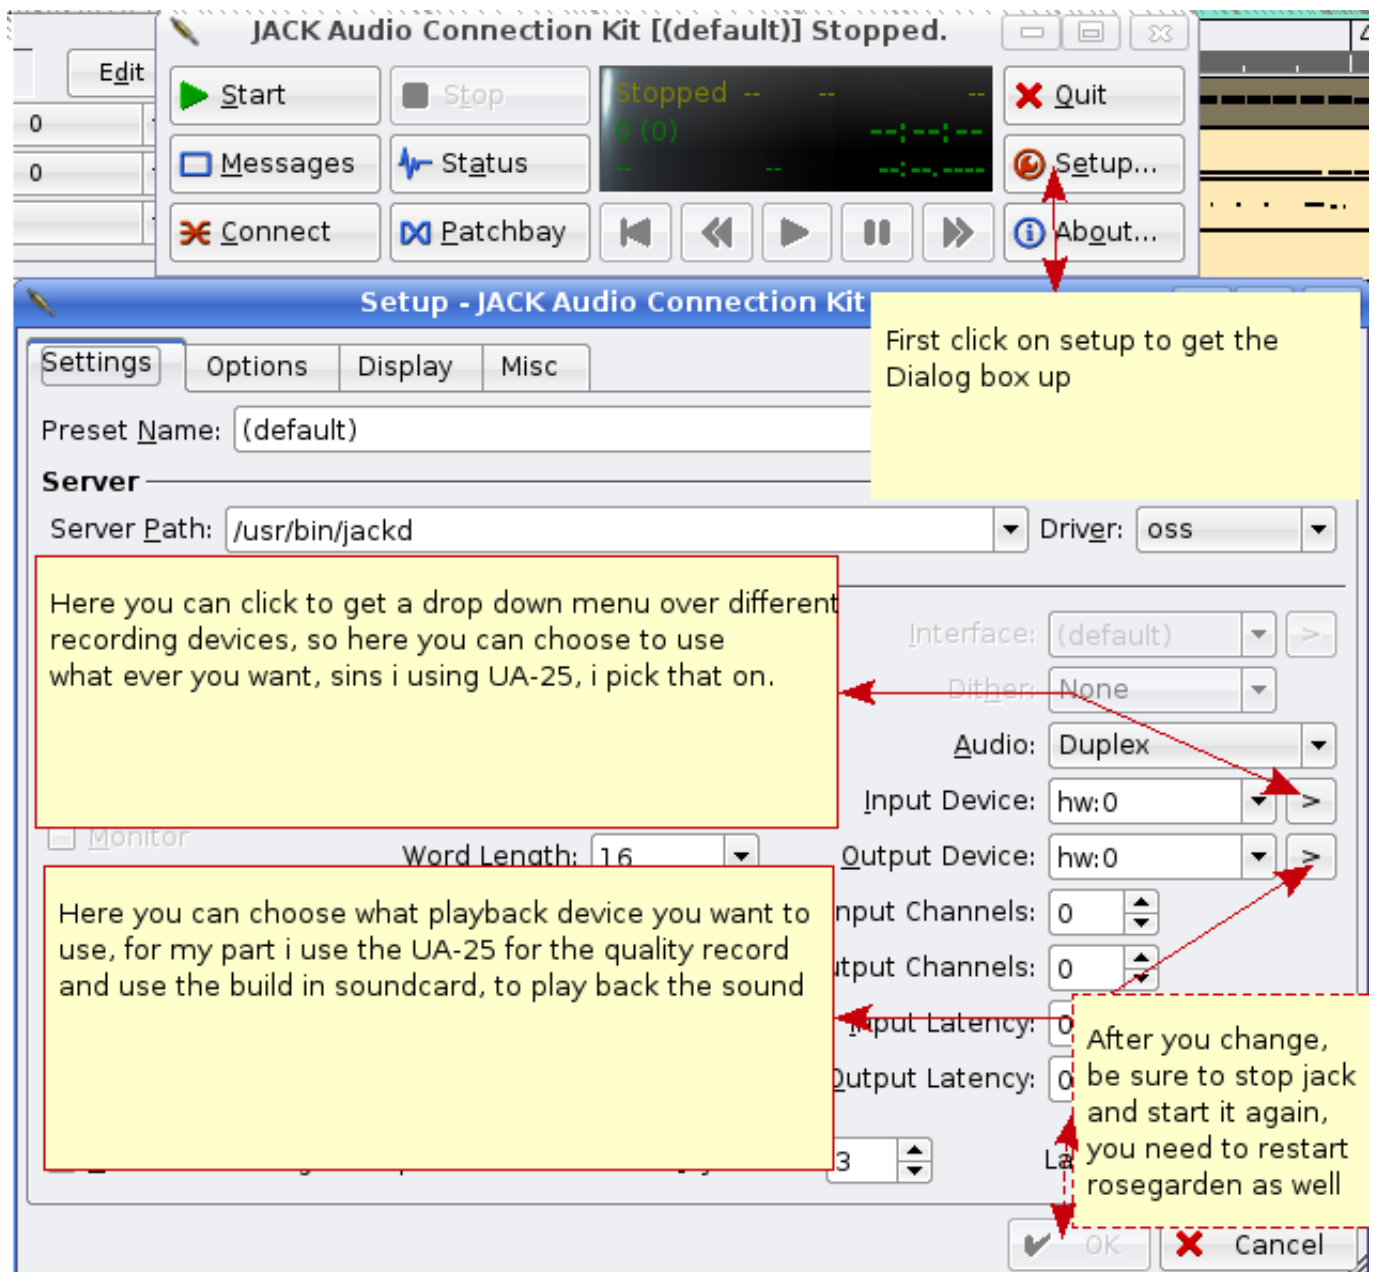 JACK Audio Connection Kit [(default)] Stopped.
Edit
Start
Stop
Stopped -- -- --
Quit
0
0 (0) --:--:--
Messages
Status
-- -- --:--.----
Setup...
0
Connect
Patchbay
About...
Setup - JACK Audio Connection Kit
First click on setup to get the
Dialog box up
Settings
Options
Display
Misc
Preset Name: (default)
Server
Server Path: /usr/bin/jackd
Driver: oss
Here you can click to get a drop down menu over different
recording devices, so here you can choose to use
what ever you want, sins i using UA-25, i pick that on.
Interface: (default) >
Dither: None
Audio: Duplex
Input Device: hw:0 >
Monitor
Word Length: 16
Output Device: hw:0 >
Here you can choose what playback device you want to
use, for my part i use the UA-25 for the quality record
and use the build in soundcard, to play back the sound
nput Channels: 0
tput Channels: 0
Input Latency: 0
Output Latency: 0
After you change,
be sure to stop jack
and start it again,
you need to restart
rosegarden as well
3
La
OK
Cancel